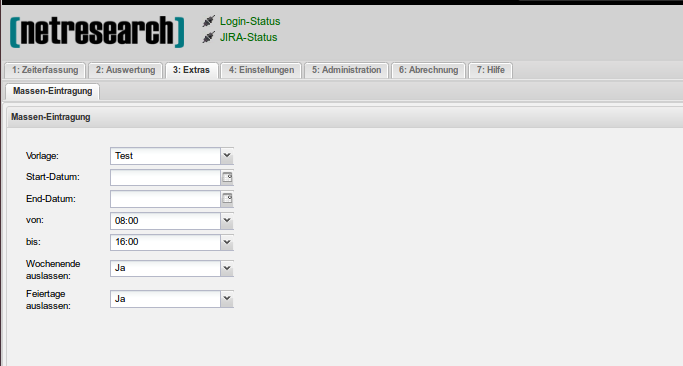 [netresearch]
Login-Status
JIRA-Status
1: Zeiterfassung 2: Auswertung 3: Extras 4: Einstellungen 5: Administration 6: Abrechnung 7: Hilfe
Massen-Eintragung
Massen-Eintragung
Vorlage: Test
Start-Datum:
End-Datum:
von: 08:00
bis: 16:00
Wochenende
auslassen: Ja
Feiertage
auslassen: Ja